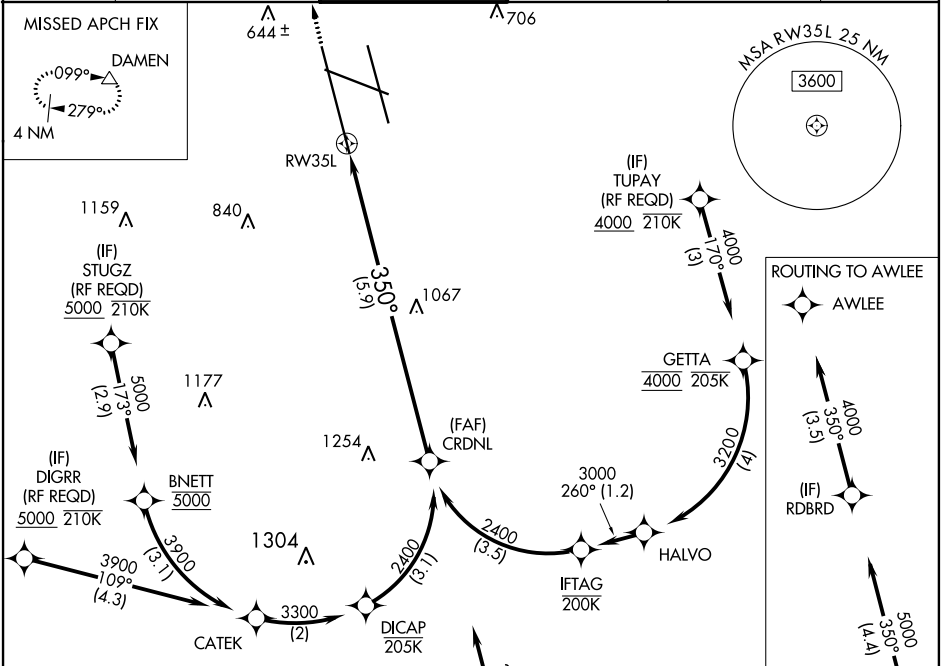 MISSED APCH FIX
DAMEN
099°
279°
4 NM
644 ±
706
MSA RW35L 25 NM
3600
RW35L
1159
840
(IF)
TUPAY
(RF REQD)
4000 210K
4000
170°
(3)
(IF)
STUGZ
(RF REQD)
5000 210K
350°
(5.9)
1067
ROUTING TO AWLEE
AWLEE
5000
173°
(2.9)
1177
GETTA
4000 205K
4000
350°
(3.5)
(FAF)
CRDNL
1254
3200
(4)
(IF)
DIGRR
(RF REQD)
5000 210K
BNETT
5000
3000
260° (1.2)
(IF)
RDBRD
3900
(3.1)
1304
2400
(3.1)
2400
(3.5)
HALVO
3900
109°
(4.3)
IFTAG
200K
3300
(2)
CATEK
DICAP
205K
5000
350°
(4.4)